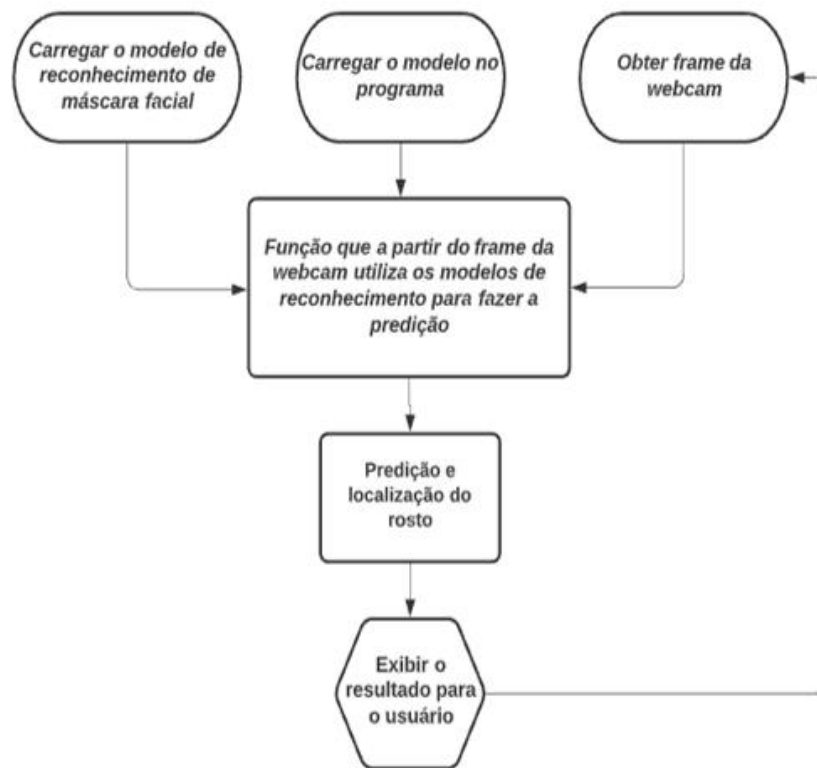 Carregar o modelo de
reconhecimento de
máscara facial
Carregar o modelo no
programa
Obter frame da
webcam
Função que a partir do frame da
webcam utiliza os modelos de
reconhecimento para fazer a
predição
Predição e
localização do
rosto
Exibir o
resultado para
o usuário